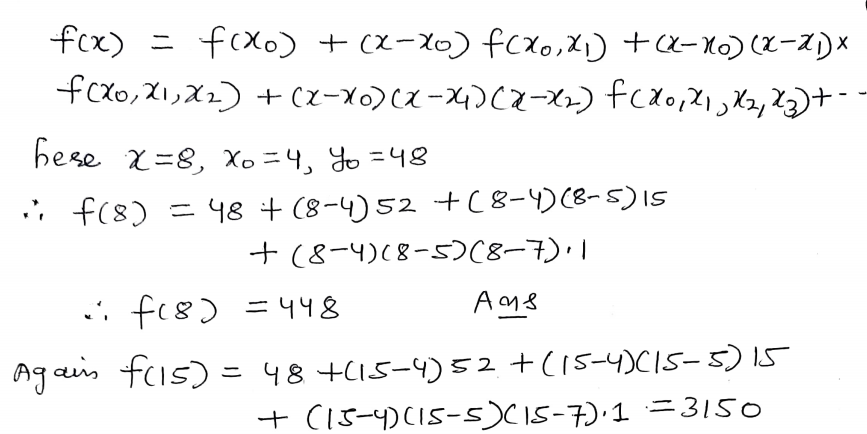 f(x) = f(x₀) + (x-x₀) f(x₀,x₁) + (x-x₀)(x-x₁)×
f(x₀,x₁,x₂) + (x-x₀)(x-x₁)(x-x₂) f(x₀,x₁,x₂,x₃)+--
here x=8, x₀=4, y₀=48
∴ f(8) = 48 + (8-4)52 + (8-4)(8-5)15
+ (8-4)(8-5)(8-7)·1
∴ f(8) = 448 Ans
Again f(15) = 48 +(15-4)52 + (15-4)(15-5)15
+ (15-4)(15-5)(15-7)·1 = 3150